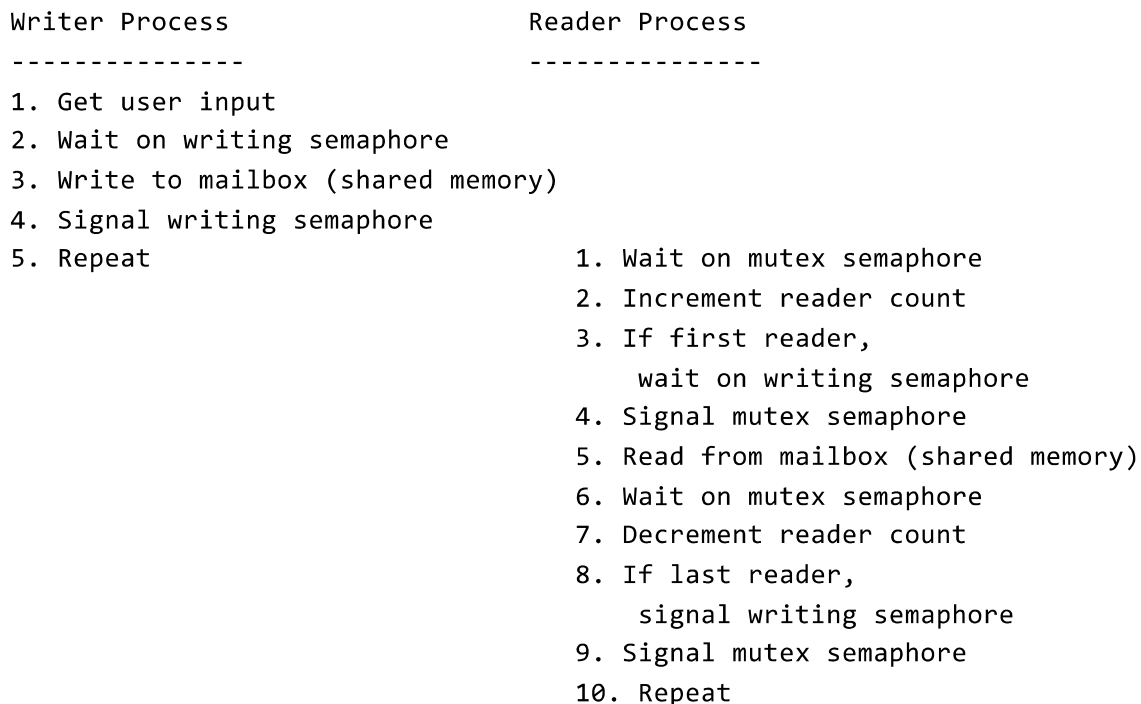 Writer Process                   Reader Process
---------------                  ---------------
1. Get user input
2. Wait on writing semaphore
3. Write to mailbox (shared memory)
4. Signal writing semaphore
5. Repeat                           1. Wait on mutex semaphore
                                    2. Increment reader count
                                    3. If first reader,
                                        wait on writing semaphore
                                    4. Signal mutex semaphore
                                    5. Read from mailbox (shared memory)
                                    6. Wait on mutex semaphore
                                    7. Decrement reader count
                                    8. If last reader,
                                        signal writing semaphore
                                    9. Signal mutex semaphore
                                    10. Repeat